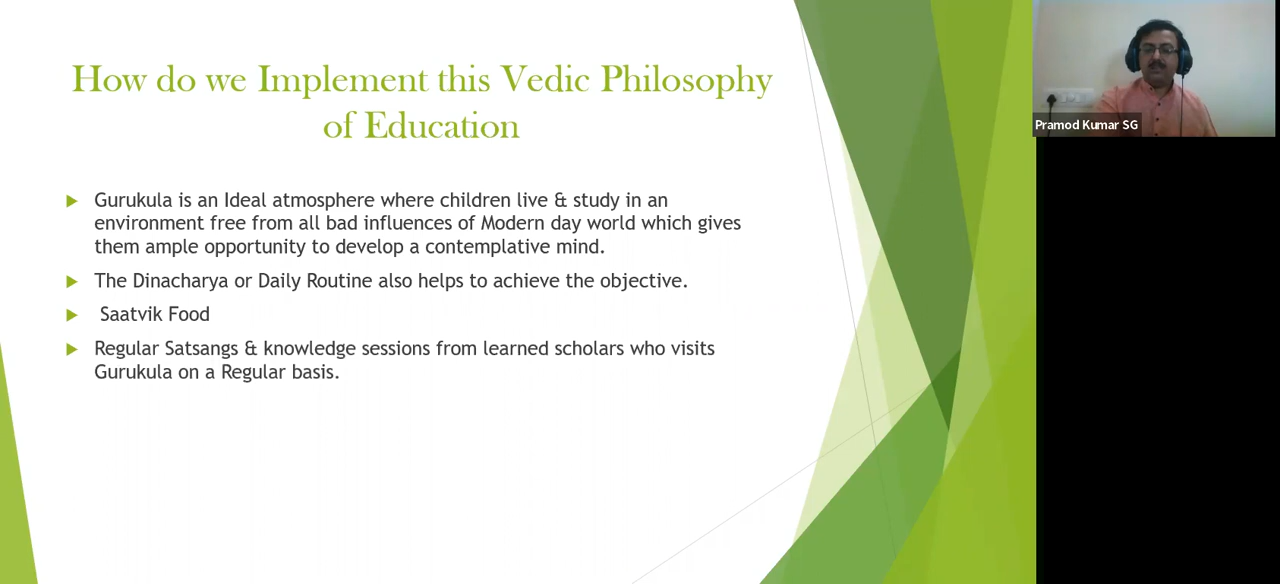 How do we Implement this Vedic Philosophy
of Education
Gurukula is an Ideal atmosphere where children live & study in an
environment free from all bad influences of Modern day world which gives
them ample opportunity to develop a contemplative mind.
The Dinacharya or Daily Routine also helps to achieve the objective.
Saatvik Food
Regular Satsangs & knowledge sessions from learned scholars who visits
Gurukula on a Regular basis.
Pramod Kumar SG